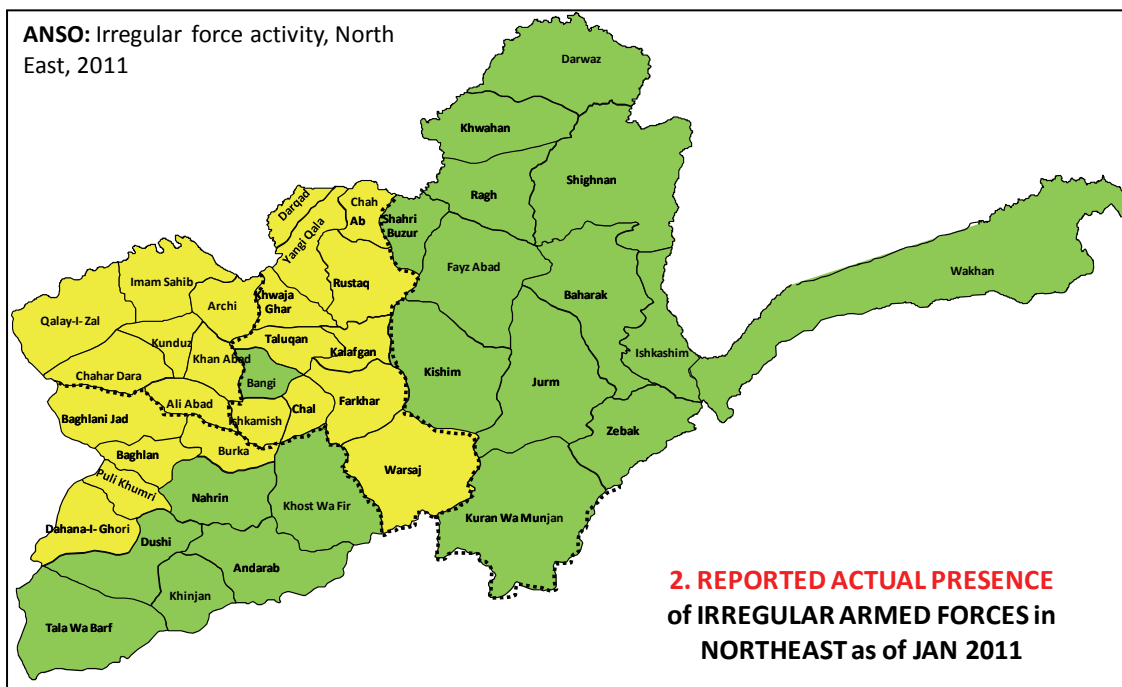 ANSO: Irregular force activity, North
East, 2011
Darwaz
Khwahan
Ragh
Shighnan
Darqad
Yangi Qala
Chah
Ab
Shahri
Buzur
Fayz Abad
Baharak
Wakhan
Imam Sahib
Archi
Khwaja
Ghar
Rustaq
Qalay-I- Zal
Kunduz
Khan Abad
Taluqan
Kalafgan
Ishkashim
Chahar Dara
Bangi
Kishim
Jurm
Ali Abad
Ishkamish
Chal
Farkhar
Baghlani Jad
Zebak
Baghlan
Burka
Warsaj
Puli Khumri
Nahrin
Khost Wa Fir
Kuran Wa Munjan
Dahana-I- Ghori
Dushi
Andarab
Khinjan
Tala Wa Barf
2. REPORTED ACTUAL PRESENCE
of IRREGULAR ARMED FORCES in
NORTHEAST as of JAN 2011